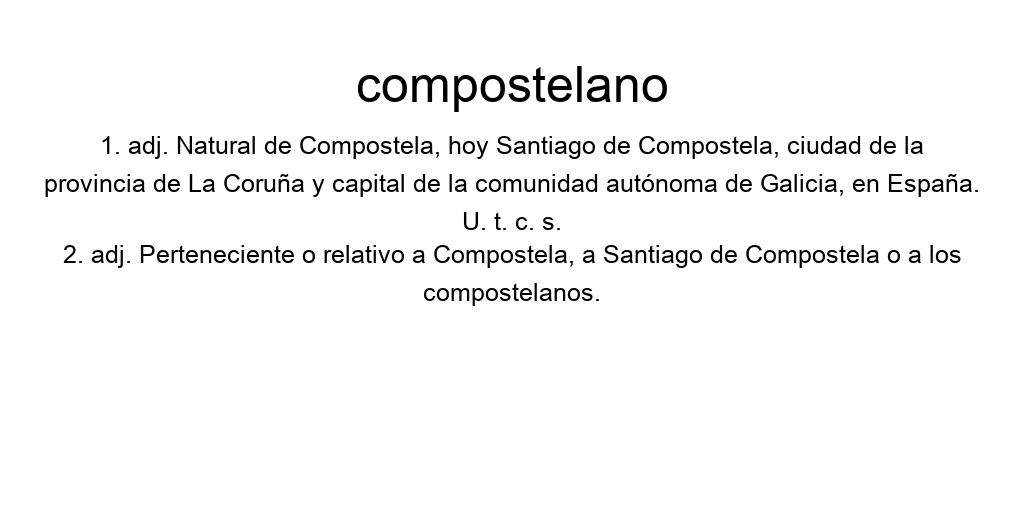 compostelano
1. adj. Natural de Compostela, hoy Santiago de Compostela, ciudad de la
provincia de La Coruña y capital de la comunidad autónoma de Galicia, en España.
U. t. c. s.
2. adj. Perteneciente o relativo a Compostela, a Santiago de Compostela o a los
compostelanos.